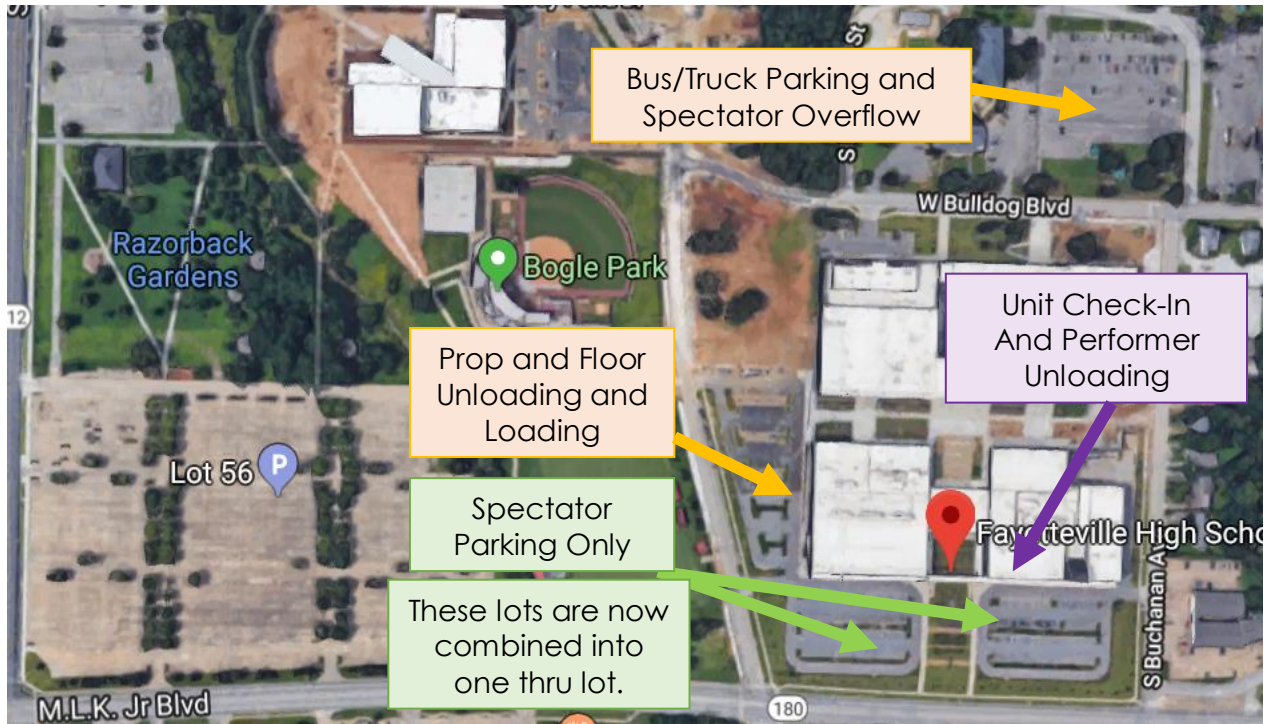 Bus/Truck Parking and
Spectator Overflow
S
St
W Bulldog Blvd
Razorback
Gardens
Bogle Park
12
Unit Check-In
And Performer
Unloading
Prop and Floor
Unloading and
Loading
Lot 56
P
Spectator
Parking Only
Fayetteville High Scho
These lots are now
combined into
one thru lot.
S Buchanan A
M.L.K. Jr Blvd
180